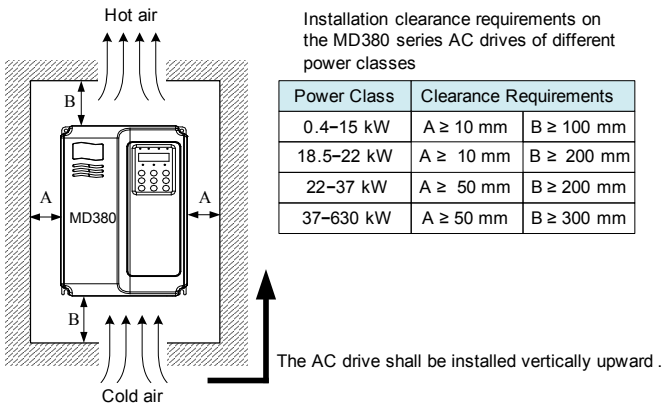 Hot air
Installation clearance requirements on
the MD380 series AC drives of different
power classes
Power Class Clearance Requirements
0.4–15 kW A ≥ 10 mm B ≥ 100 mm
18.5–22 kW A ≥ 10 mm B ≥ 200 mm
22–37 kW A ≥ 50 mm B ≥ 200 mm
37–630 kW A ≥ 50 mm B ≥ 300 mm
B
A
A
MD380
B
The AC drive shall be installed vertically upward .
Cold air